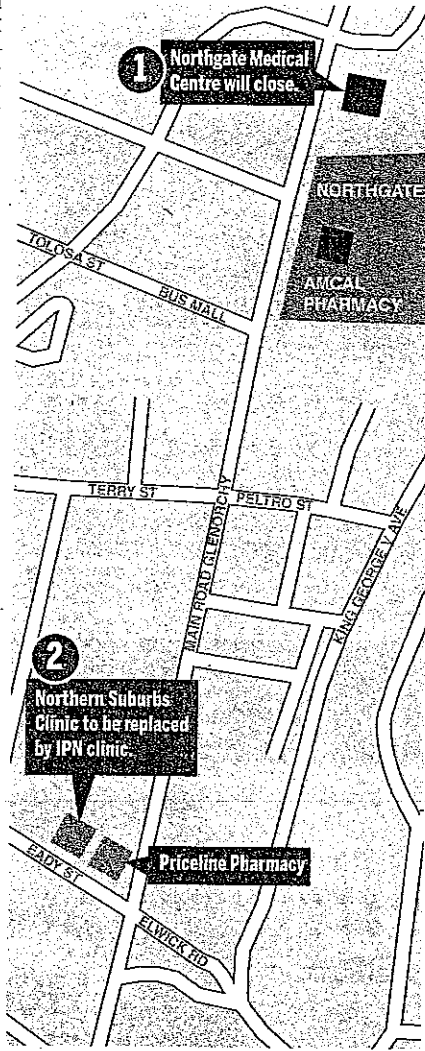 1
Northgate Medical
Centre will close.
NORTHGATE
AMCAL
PHARMACY
TOLOSA ST
BUS MALL
TERRY ST
PELTRO ST
MAIN ROAD GLENORCHY
KING GEORGE V AVE
2
Northern Suburbs
Clinic to be replaced
by IPN clinic.
Priceline Pharmacy
EADY ST
ELWICK RD